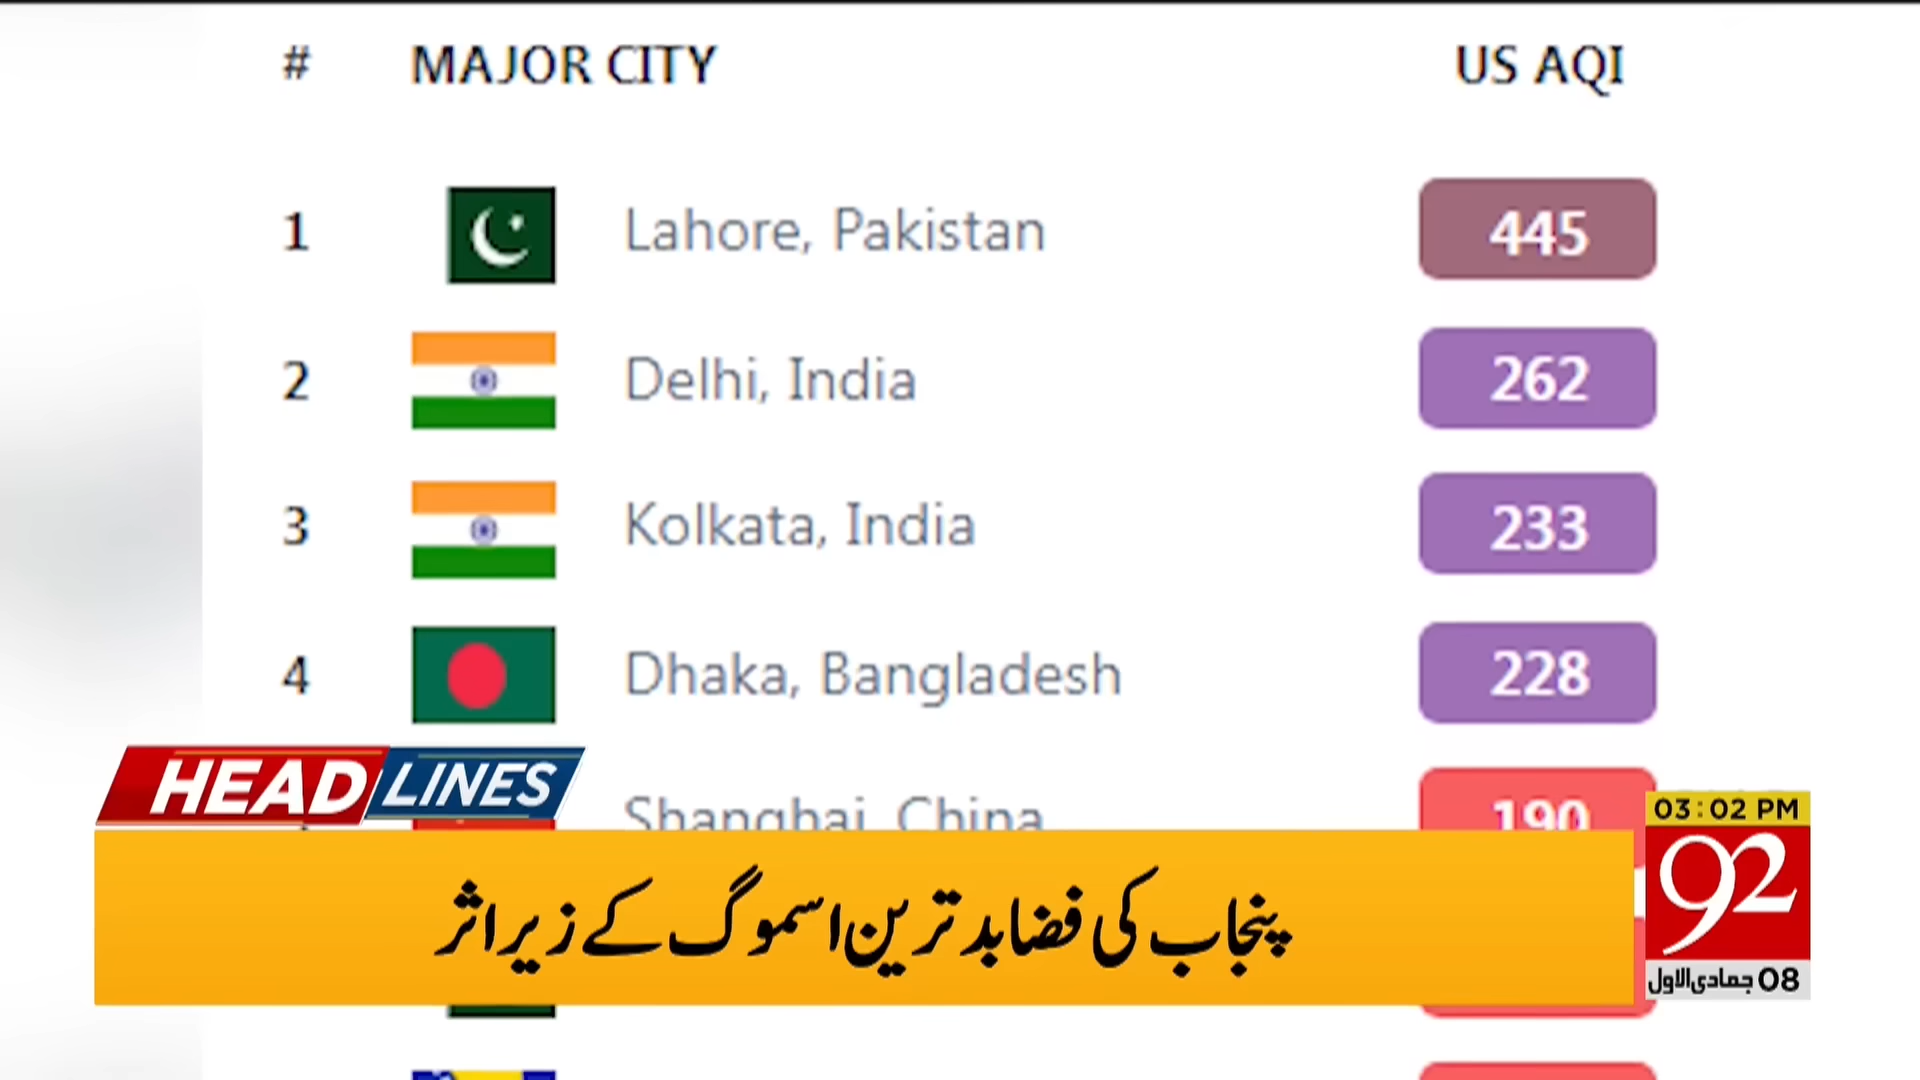 # MAJOR CITY US AQI
1 Lahore, Pakistan 445
2 Delhi, India 262
3 Kolkata, India 233
4 Dhaka, Bangladesh 228
Shanghai, China 190
HEADLINES
پنجاب کی فضا بدترین اسموگ کے زیر اثر
03:02 PM
92
08 جمادی الاول